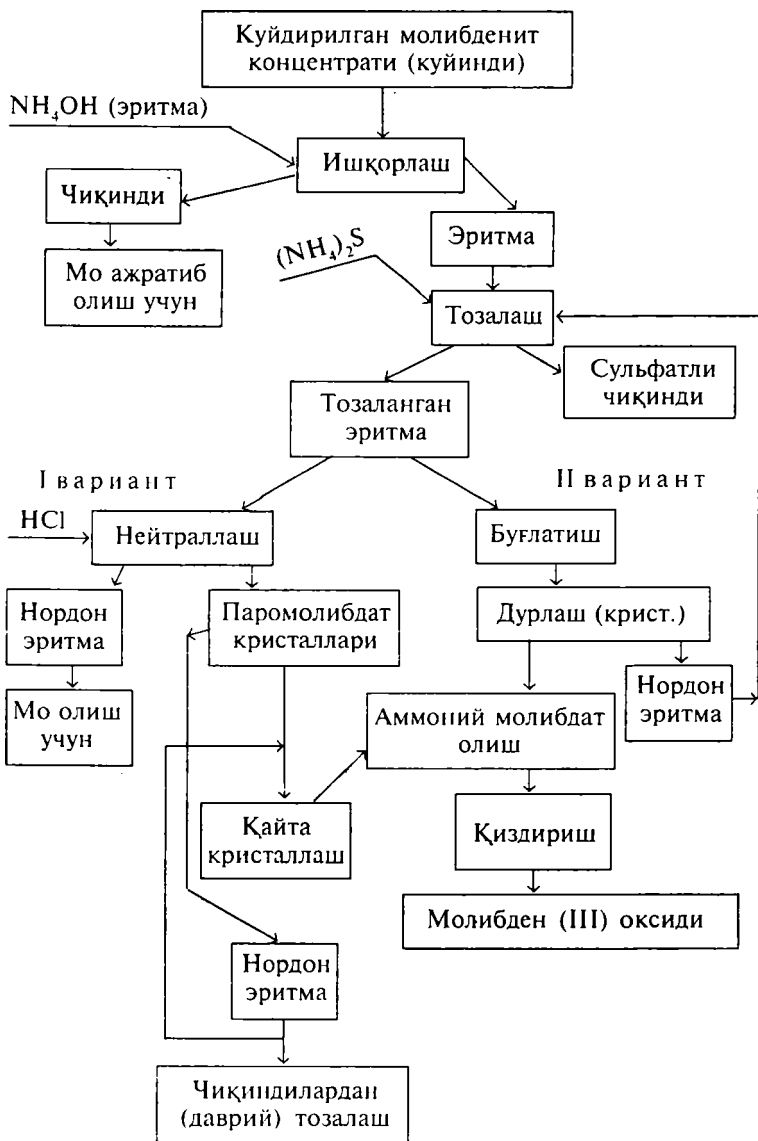 Куйдирилган молибденит
концентрати (куйинди)
NH₄OH (эритма)
Ишқорлаш
Чиқинди
Эритма
(NH₄)₂S
Мо ажратиб
олиш учун
Тозалаш
Сульфатли
чиқинди
Тозаланган
эритма
I вариант
II вариант
HCl
Нейтраллаш
Буғлатиш
Нордон
эритма
Паромолибдат
кристаллари
Дурлаш (крист.)
Мо олиш
учун
Аммоний молибдат
олиш
Нордон
эритма
Қайта
кристаллаш
Қиздириш
Молибден (III) оксиди
Нордон
эритма
Чиқиндилардан
(даврий) тозалаш